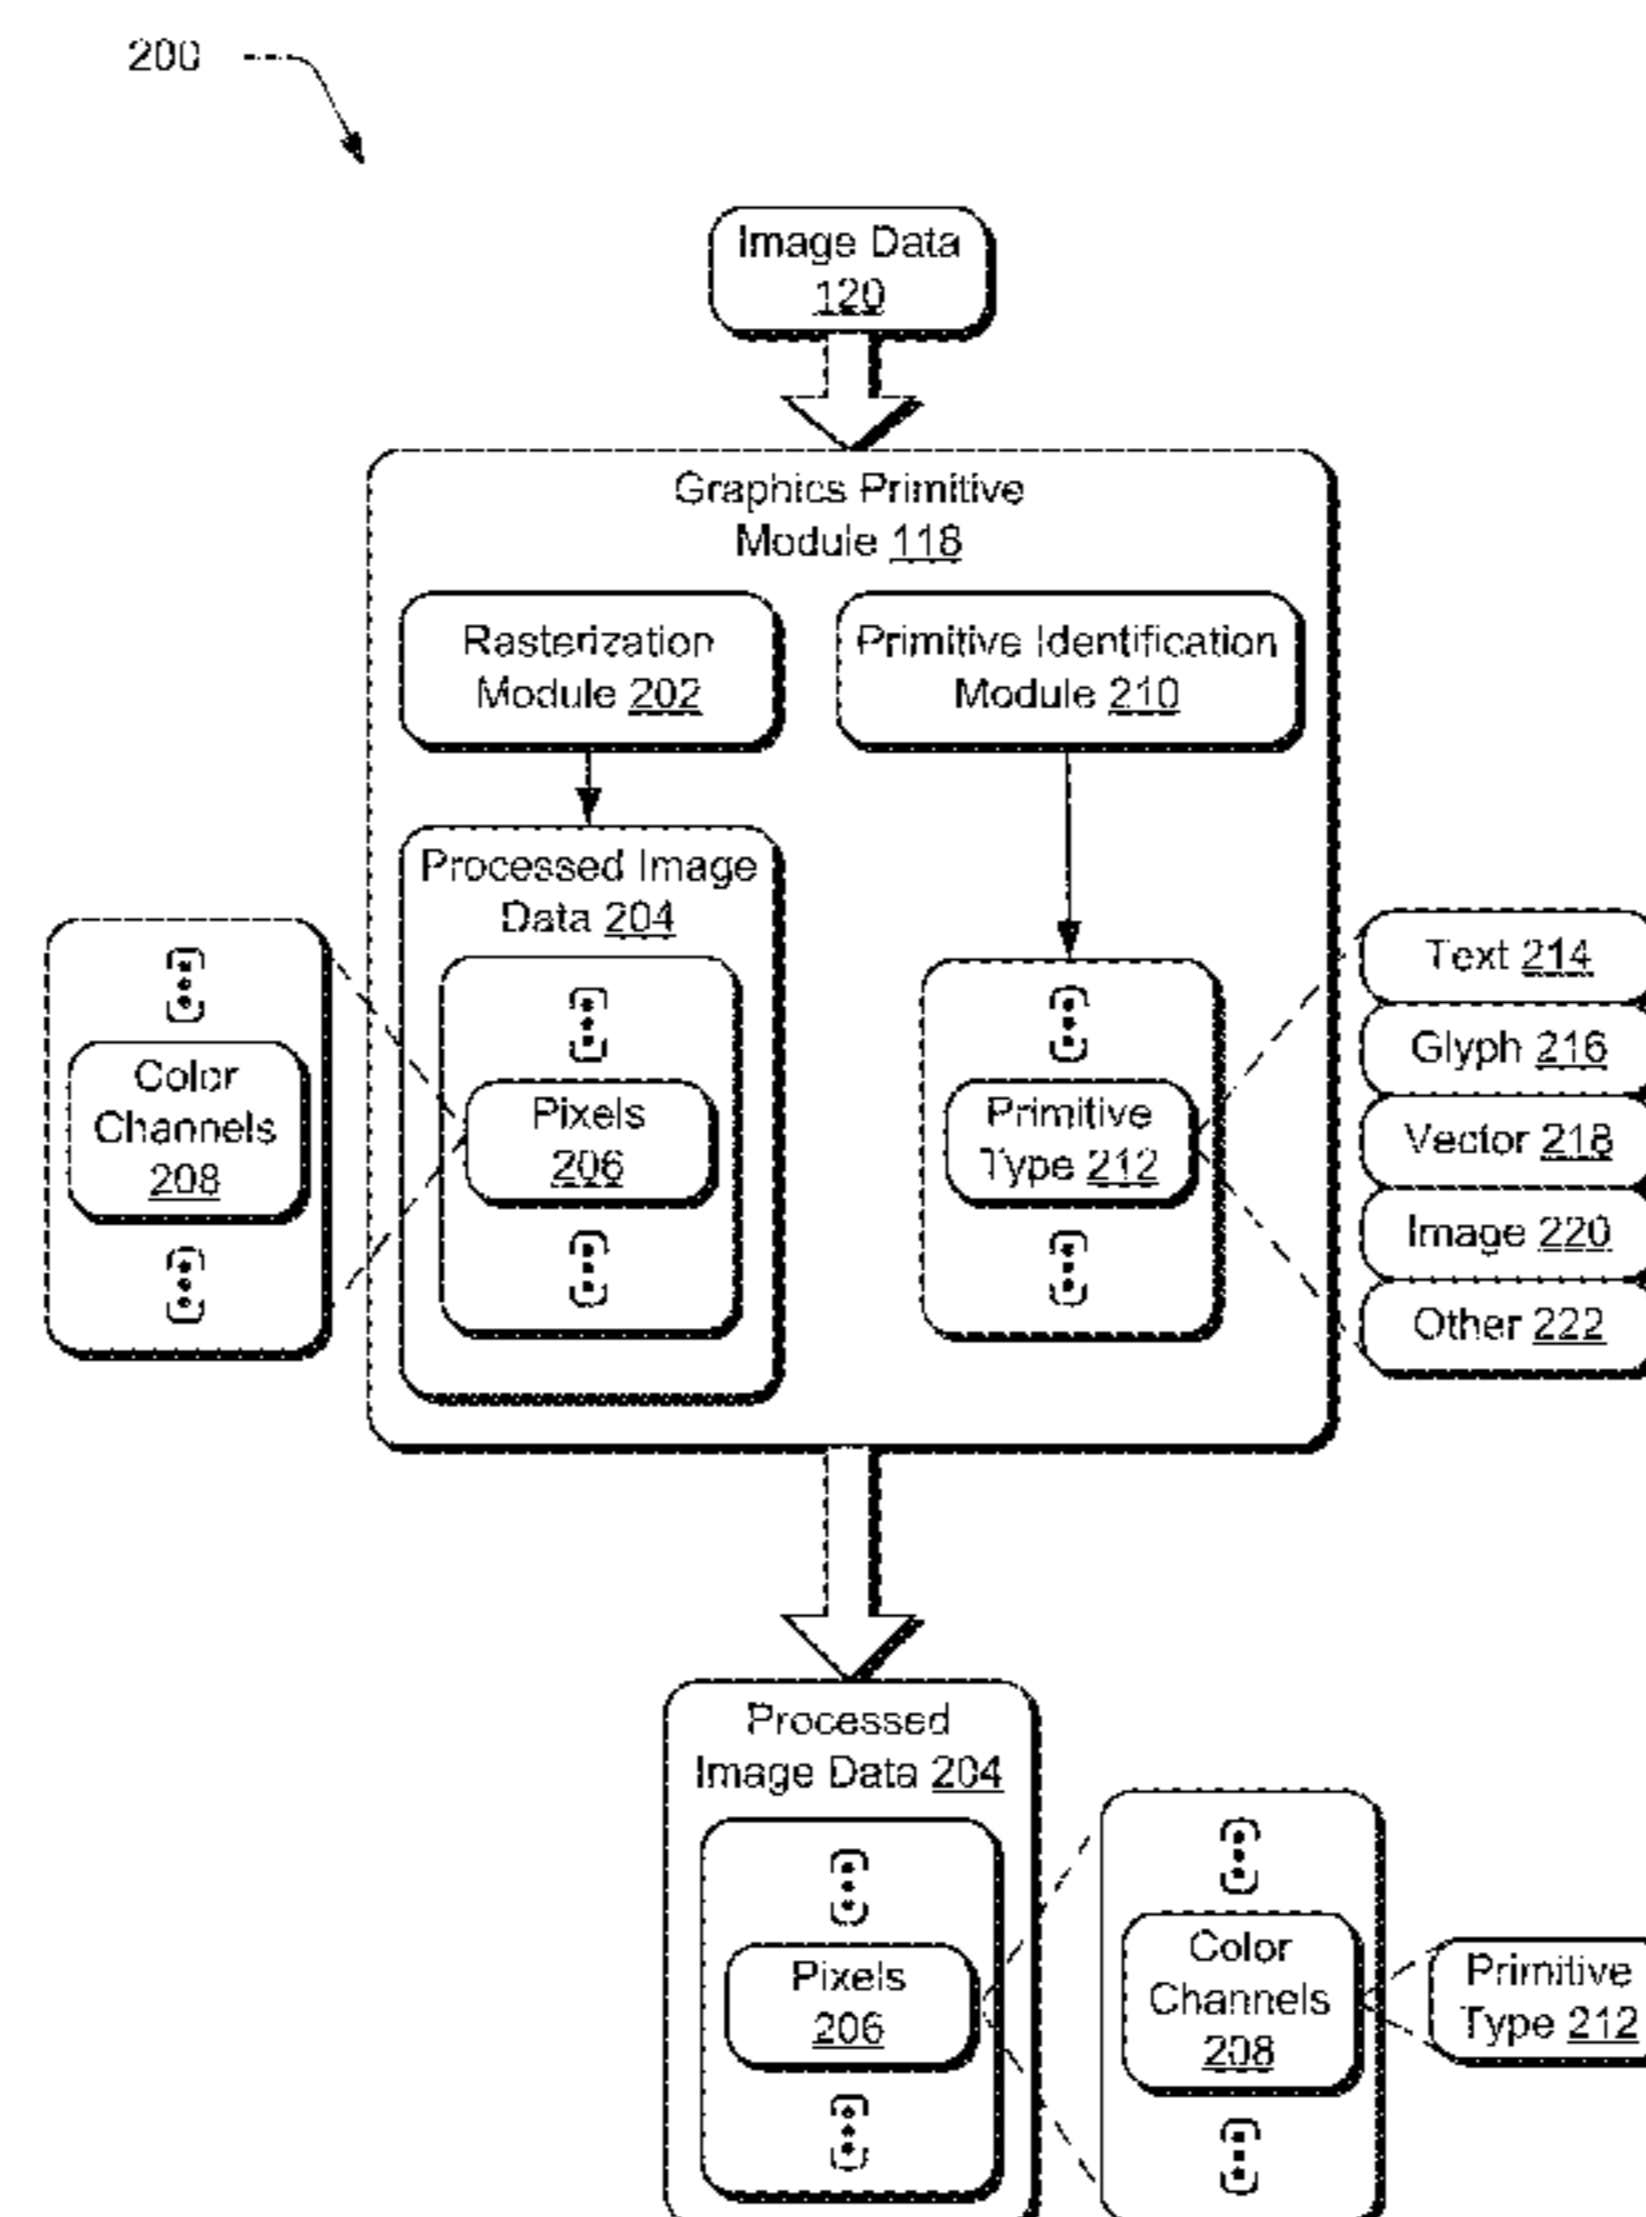 200
Image Data
120
Graphics Primitive
Module 118
Rasterization
Module 202
Primitive Identification
Module 210
Processed Image
Data 204
Color
Channels
208
Pixels
206
Primitive
Type 212
Text 214
Glyph 216
Vector 218
Image 220
Other 222
Processed
Image Data 204
Pixels
206
Color
Channels
208
Primitive
Type 212